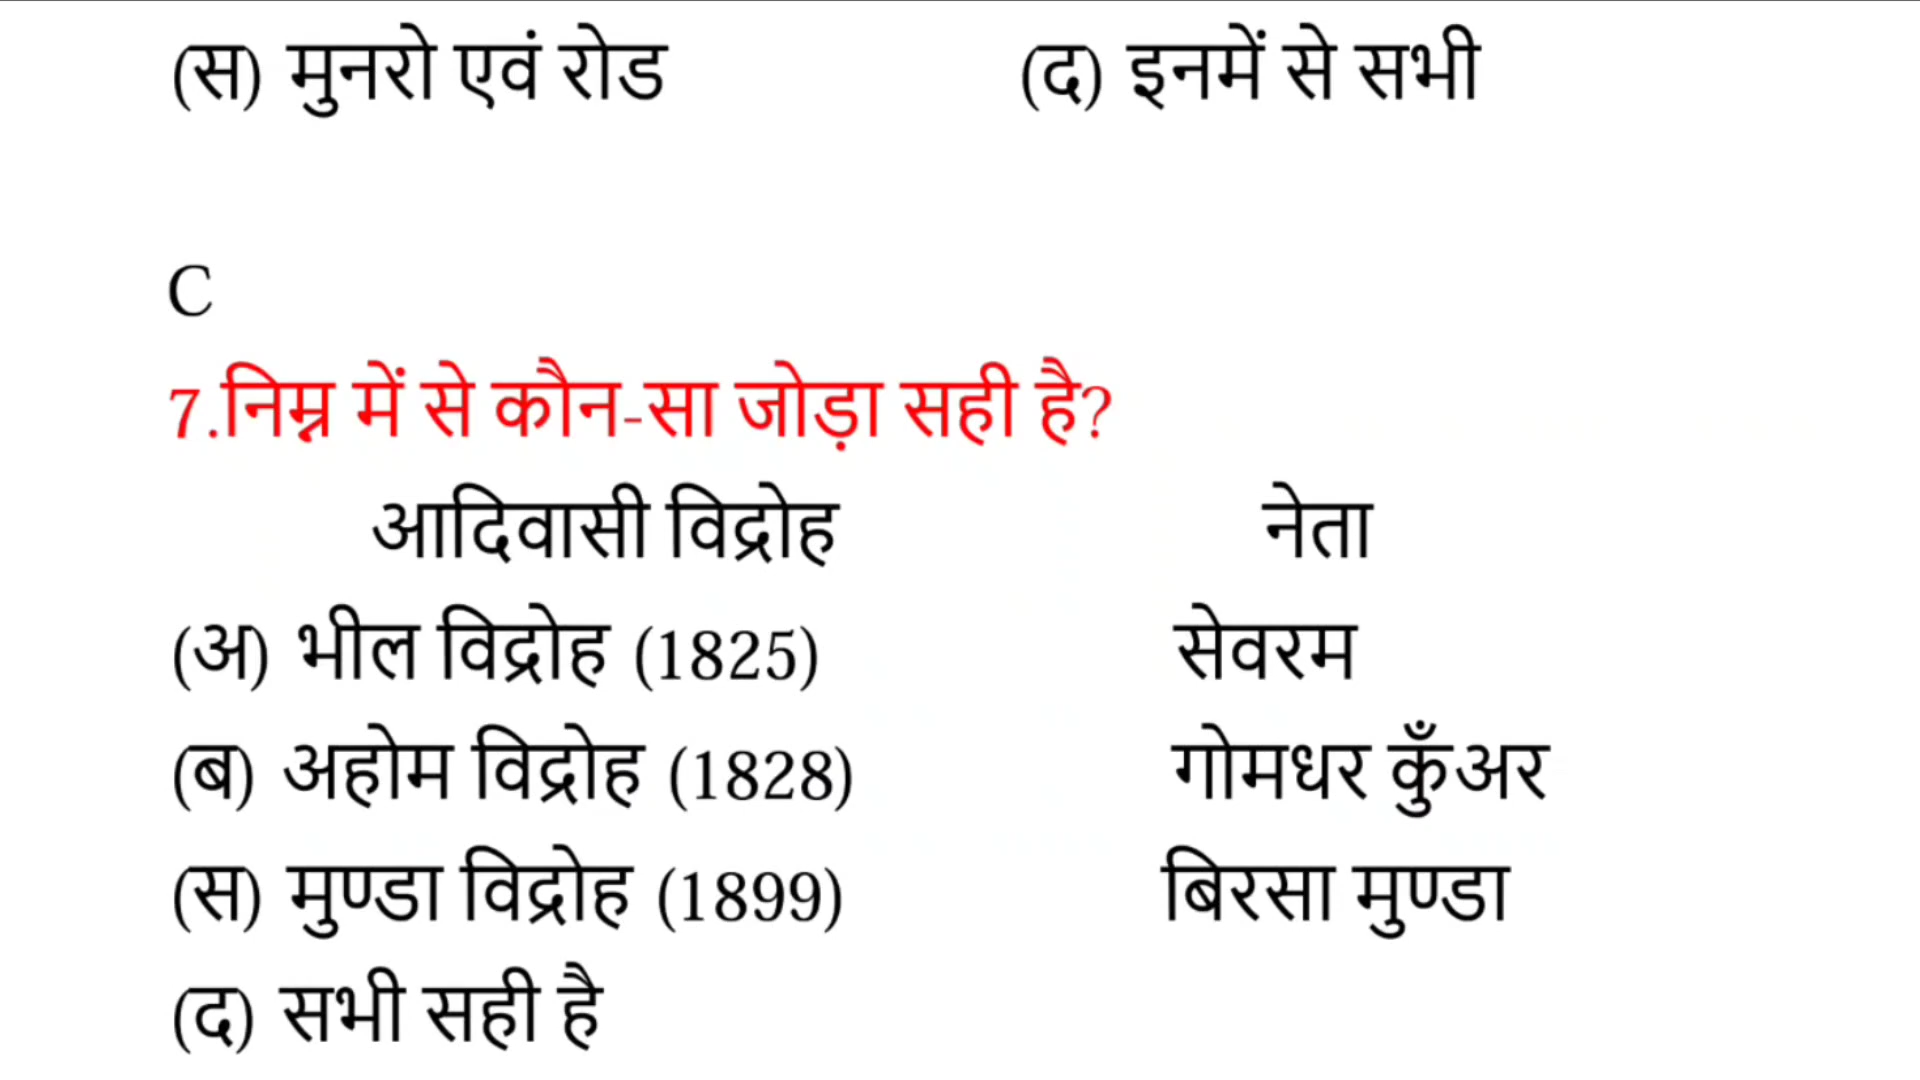 (स) मुनरो एवं रोड (द) इनमें से सभी
C
7.निम्न में से कौन-सा जोड़ा सही है?
आदिवासी विद्रोह नेता
(अ) भील विद्रोह (1825) सेवरम
(ब) अहोम विद्रोह (1828) गोमधर कुँअर
(स) मुण्डा विद्रोह (1899) बिरसा मुण्डा
(द) सभी सही है